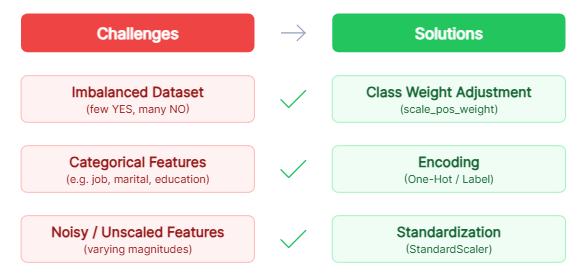 Challenges
Solutions
Imbalanced Dataset
(few YES, many NO)
Class Weight Adjustment
(scale_pos_weight)
Categorical Features
(e.g. job, marital, education)
Encoding
(One-Hot / Label)
Noisy / Unscaled Features
(varying magnitudes)
Standardization
(StandardScaler)